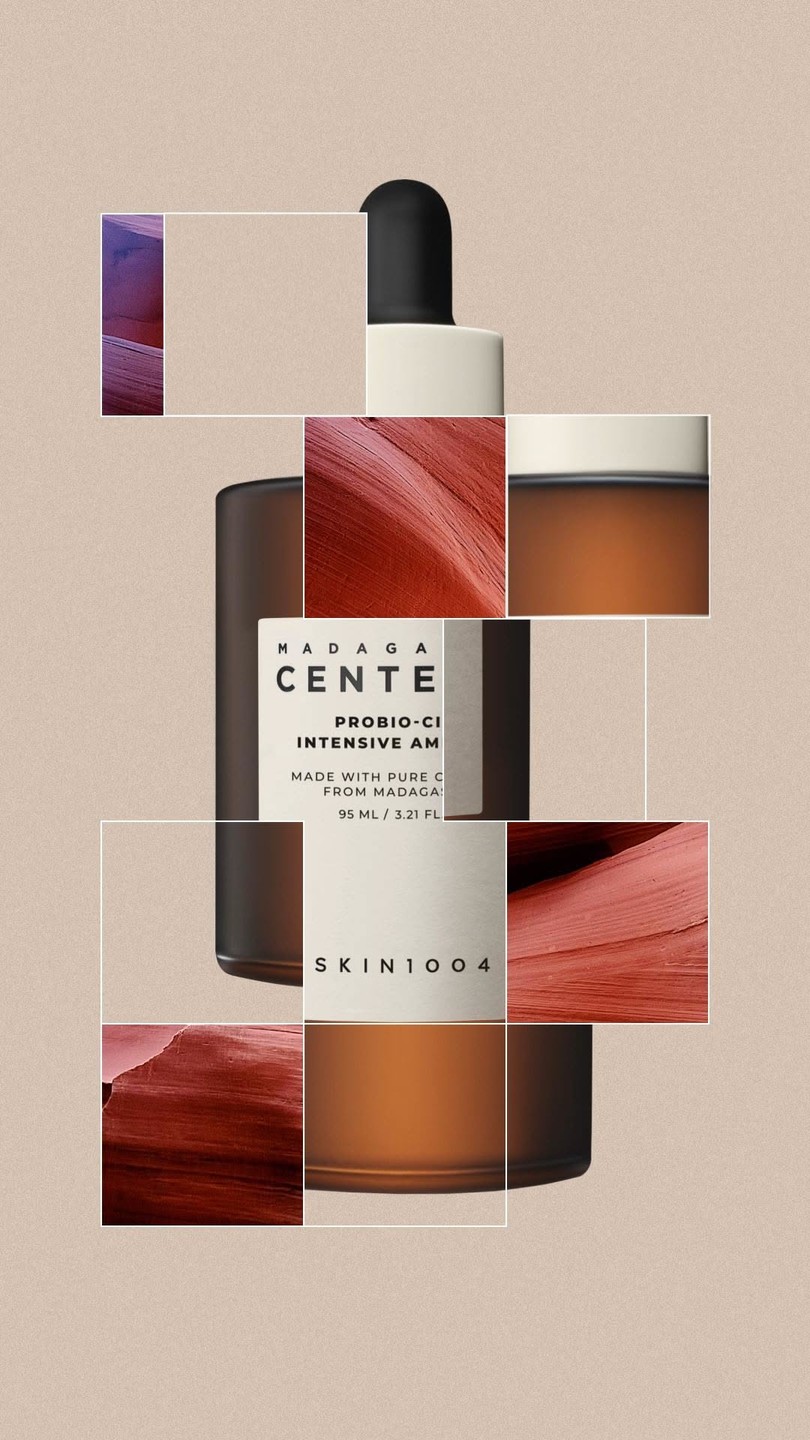 MADAGA
CENTE
PROBIO-CI
INTENSIVE AM
MADE WITH PURE C
FROM MADAGAS
95 ML / 3.21 FL
SKIN1004